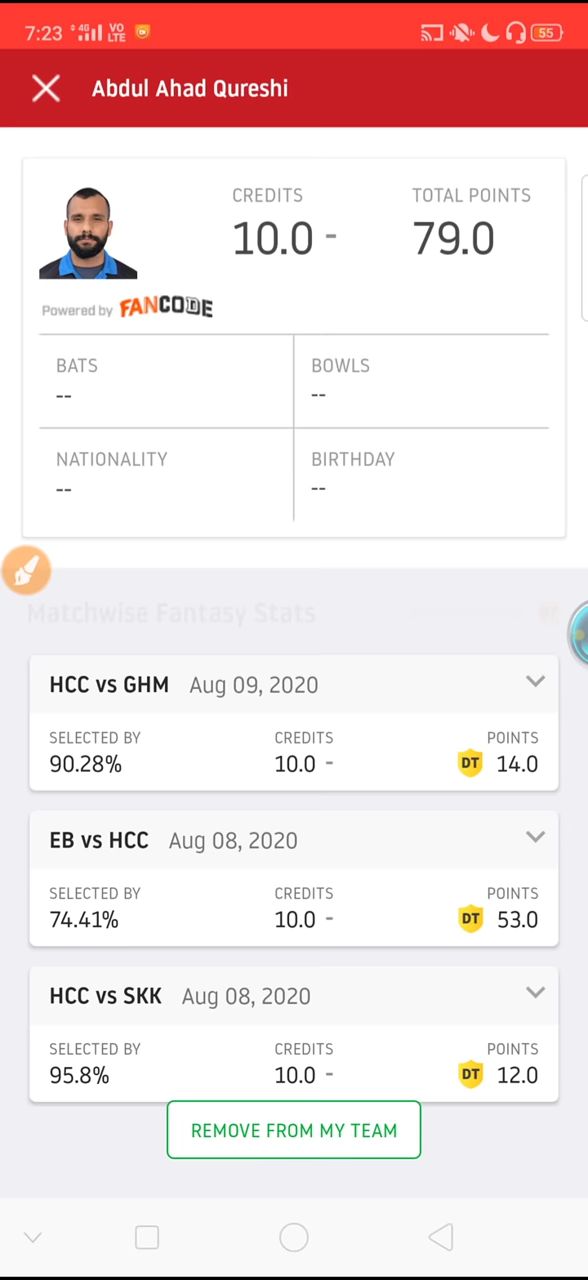 7:23 4G VO LTE 55
Abdul Ahad Qureshi
CREDITS TOTAL POINTS
10.0 - 79.0
Powered by FANCODE
BATS BOWLS
-- --
NATIONALITY BIRTHDAY
-- --
Matchwise Fantasy Stats
HCC vs GHM Aug 09, 2020
SELECTED BY CREDITS POINTS
90.28% 10.0 - DT 14.0
EB vs HCC Aug 08, 2020
SELECTED BY CREDITS POINTS
74.41% 10.0 - DT 53.0
HCC vs SKK Aug 08, 2020
SELECTED BY CREDITS POINTS
95.8% 10.0 - DT 12.0
REMOVE FROM MY TEAM